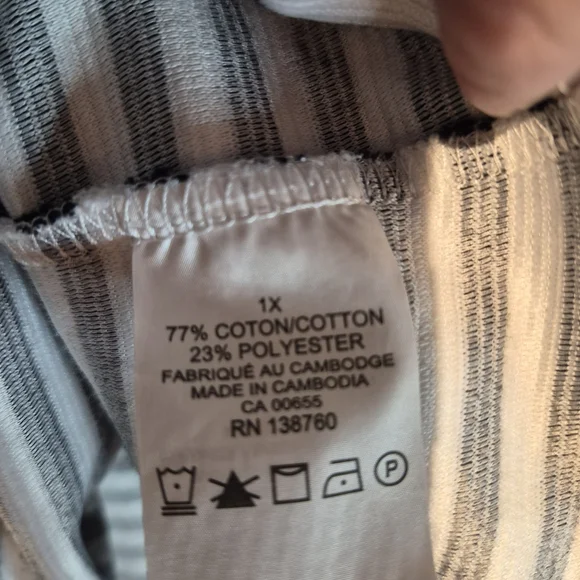 1X
77% COTON/COTTON
23% POLYESTER
FABRIQUÉ AU CAMBODGE
MADE IN CAMBODIA
CA 00655
RN 138760
P